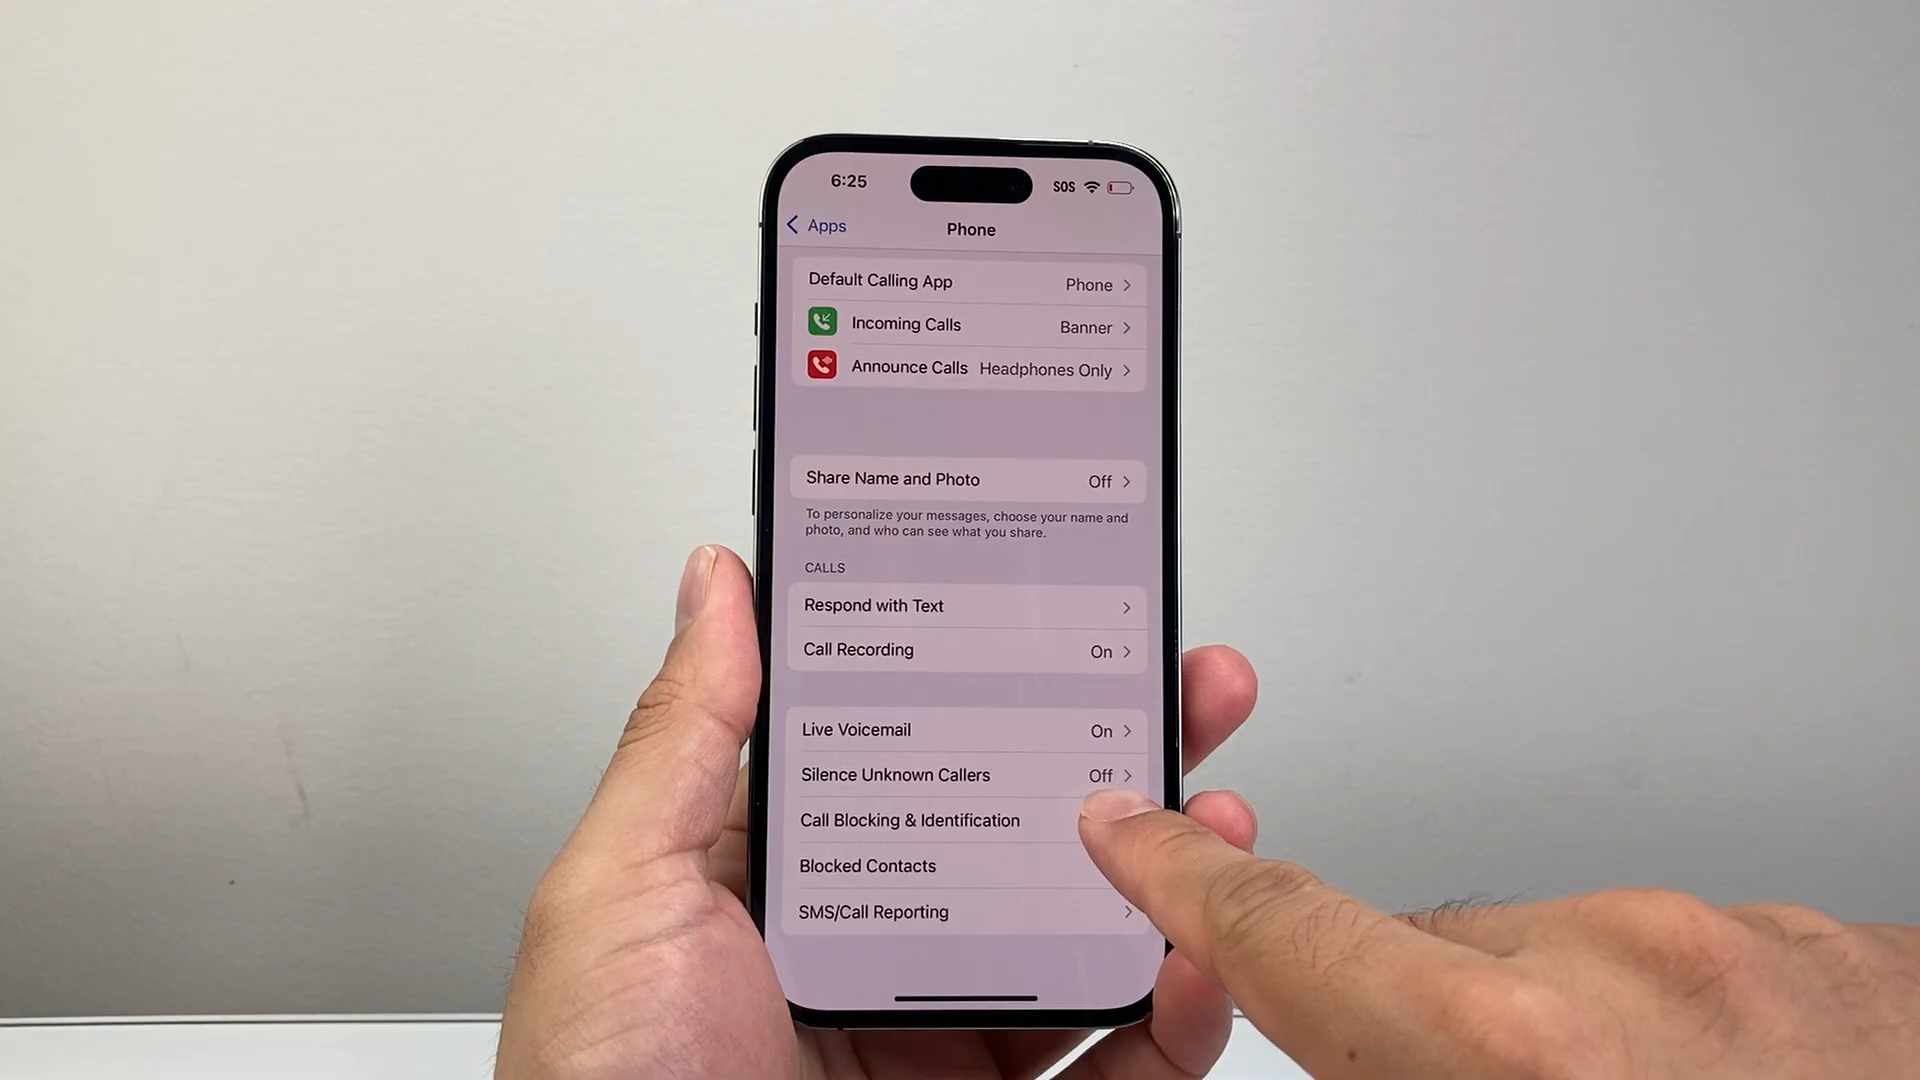 6:25 SOS
Apps Phone
Default Calling App Phone
Incoming Calls Banner
Announce Calls Headphones Only
Share Name and Photo Off
To personalize your messages, choose your name and
photo, and who can see what you share.
CALLS
Respond with Text
Call Recording On
Live Voicemail On
Silence Unknown Callers Off
Call Blocking & Identification
Blocked Contacts
SMS/Call Reporting